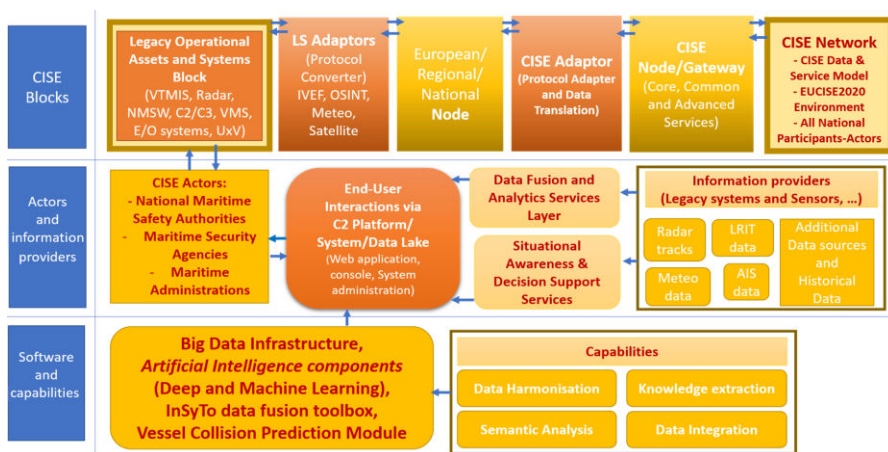 CISE
Blocks
Legacy Operational
Assets and Systems
Block
(VTMIS, Radar,
NMSW, C2/C3, VMS,
E/O systems, UxV)
LS Adaptors
(Protocol
Converter)
IVEF, OSINT,
Meteo,
Satellite
European/
Regional/
National
Node
CISE Adaptor
(Protocol Adapter
and Data
Translation)
CISE
Node/Gateway
(Core, Common
and Advanced
Services)
CISE Network
- CISE Data &
Service Model
- EUCISE2020
Environment
- All National
Participants-Actors
Actors
and
information
providers
CISE Actors:
- National Maritime
Safety Authorities
- Maritime Security
Agencies
- Maritime
Administrations
End-User
Interactions via
C2 Platform/
System/Data Lake
(Web application,
console, System
administration)
Data Fusion and
Analytics Services
Layer
Situational
Awareness &
Decision Support
Services
Information providers
(Legacy systems and Sensors, ...)
Radar
tracks
LRIT
data
Meteo
data
AIS
data
Additional
Data sources
and
Historical
Data
Software
and
capabilities
Big Data Infrastructure,
Artificial Intelligence components
(Deep and Machine Learning),
InSyTo data fusion toolbox,
Vessel Collision Prediction Module
Capabilities
Data Harmonisation
Knowledge extraction
Semantic Analysis
Data Integration